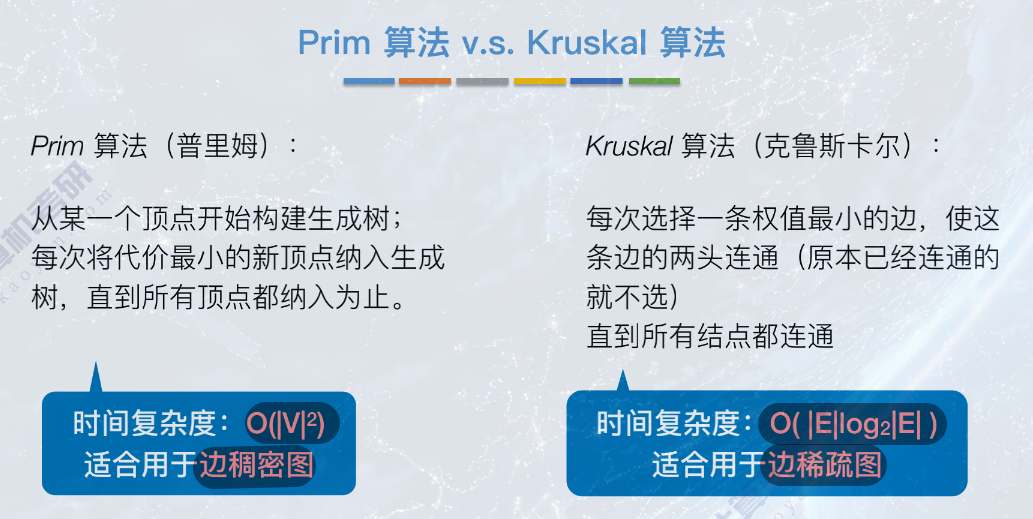 Prim 算法 v.s. Kruskal 算法
Prim 算法（普里姆）：
从某一个顶点开始构建生成树；
每次将代价最小的新顶点纳入生成
树，直到所有顶点都纳入为止。
时间复杂度：O(|V|²)
适合用于边稠密图
Kruskal 算法（克鲁斯卡尔）：
每次选择一条权值最小的边，使这
条边的两头连通（原本已经连通的
就不选）
直到所有结点都连通
时间复杂度：O( |E|log₂|E| )
适合用于边稀疏图